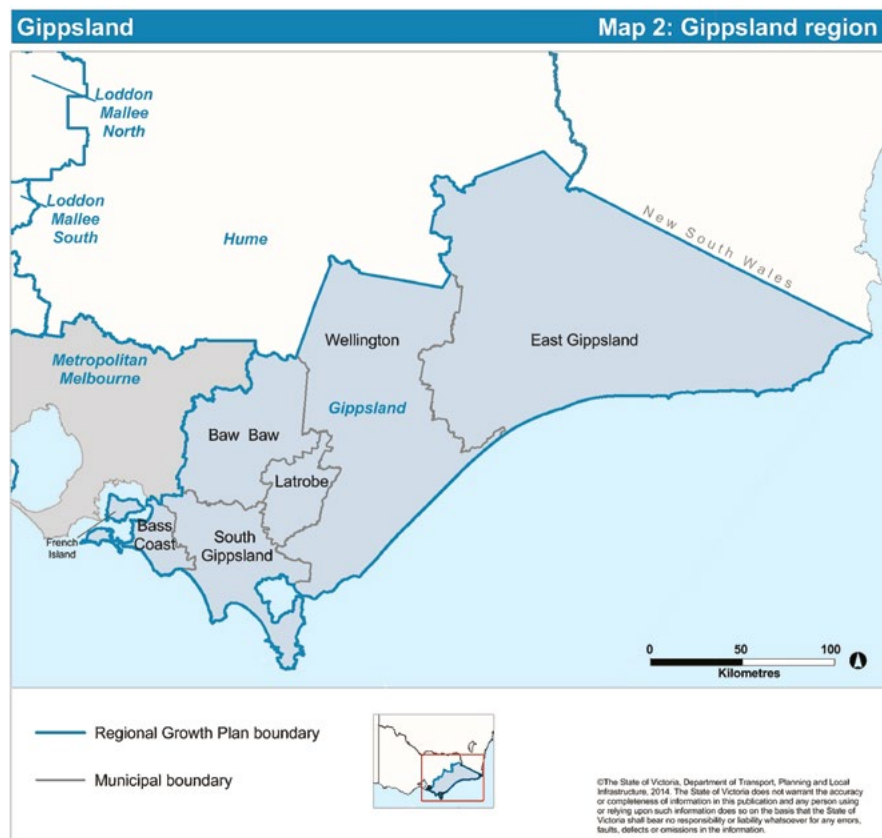 Gippsland
Map 2: Gippsland region
Loddon
Mallee
North
Loddon
Mallee
South
Hume
New South Wales
Wellington
East Gippsland
Metropolitan
Melbourne
Gippsland
Baw Baw
Latrobe
French
Island
Bass
Coast
South
Gippsland
0 50 100
Kilometres
Regional Growth Plan boundary
Municipal boundary
©The State of Victoria, Department of Transport, Planning and Local
Infrastructure, 2014. The State of Victoria does not warrant the accuracy
or completeness of information in this publication and any person using
or relying upon such information does so on the basis that the State of
Victoria shall bear no responsibility or liability whatsoever for any errors,
faults, defects or omissions in the information.